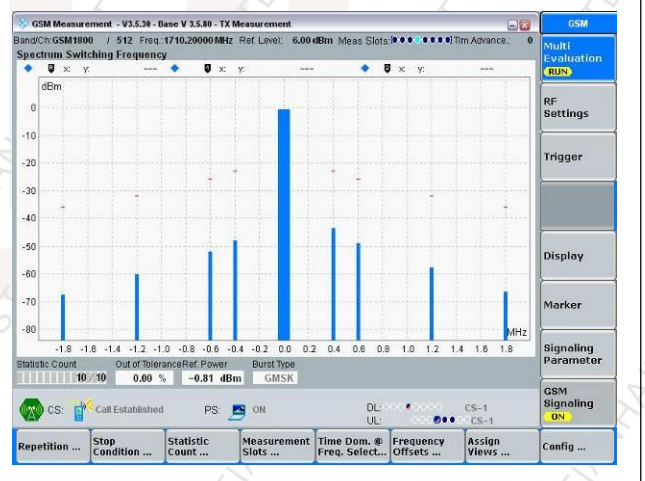 GSM Measurement - V3.5.30 - Base V 3.5.80 - TX Measurement
GSM
Band/Ch:GSM1800 / 512 Freq.:1710.20000 MHz Ref. Level: 6.00 dBm Meas Slots: Tim.Advance.: 0
Spectrum Switching Frequency
x: y: --- x: y: --- x: y: ---
dBm
0
-10
-20
-30
-40
-50
-60
-70
-80
MHz
-1.8 -1.6 -1.4 -1.2 -1.0 -0.8 -0.6 -0.4 -0.2 0.0 0.2 0.4 0.6 0.8 1.0 1.2 1.4 1.6 1.8
Statistic Count Out of Tolerance Ref. Power Burst Type
10 / 10 0.00 % -0.81 dBm GMSK
CS: Call Established PS: ON DL: CS-1
UL: CS-1
Multi
Evaluation
RUN
RF
Settings
Trigger
Display
Marker
Signaling
Parameter
GSM
Signaling
ON
Repetition ...
Stop
Condition ...
Statistic
Count ...
Measurement
Slots ...
Time Dom. @
Freq. Select...
Frequency
Offsets ...
Assign
Views ...
Config ...